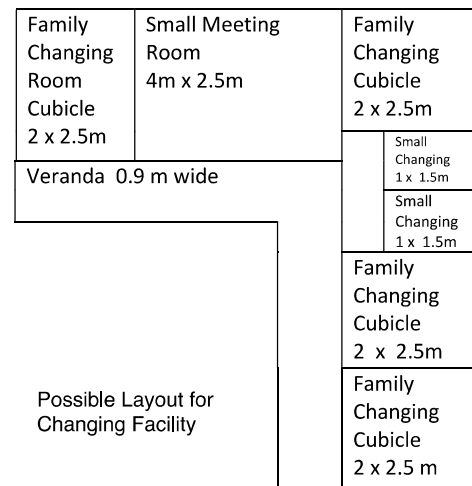 Family
Changing
Room
Cubicle
2 x 2.5m
Small Meeting
Room
4m x 2.5m
Family
Changing
Cubicle
2 x 2.5m
Small
Changing
1 x 1.5m
Small
Changing
1 x 1.5m
Veranda 0.9 m wide
Family
Changing
Cubicle
2 x 2.5m
Family
Changing
Cubicle
2 x 2.5 m
Possible Layout for
Changing Facility